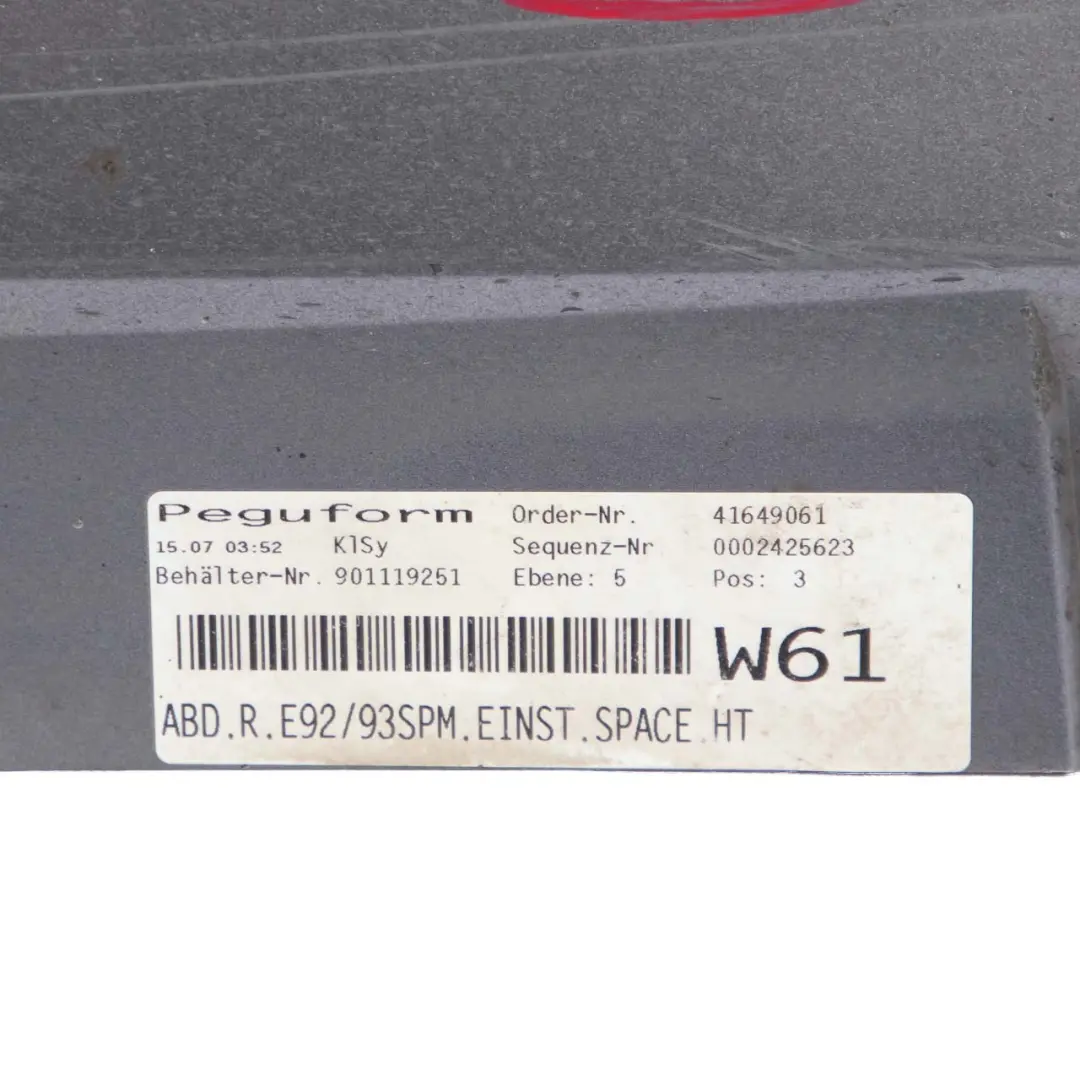 Peguform Order-Nr. 41649061
15.07 03:52 KlSy Sequenz-Nr 0002425623
Behälter-Nr. 901119251 Ebene: 5 Pos: 3
W61
ABD.R.E92/93SPM.EINST.SPACE.HT